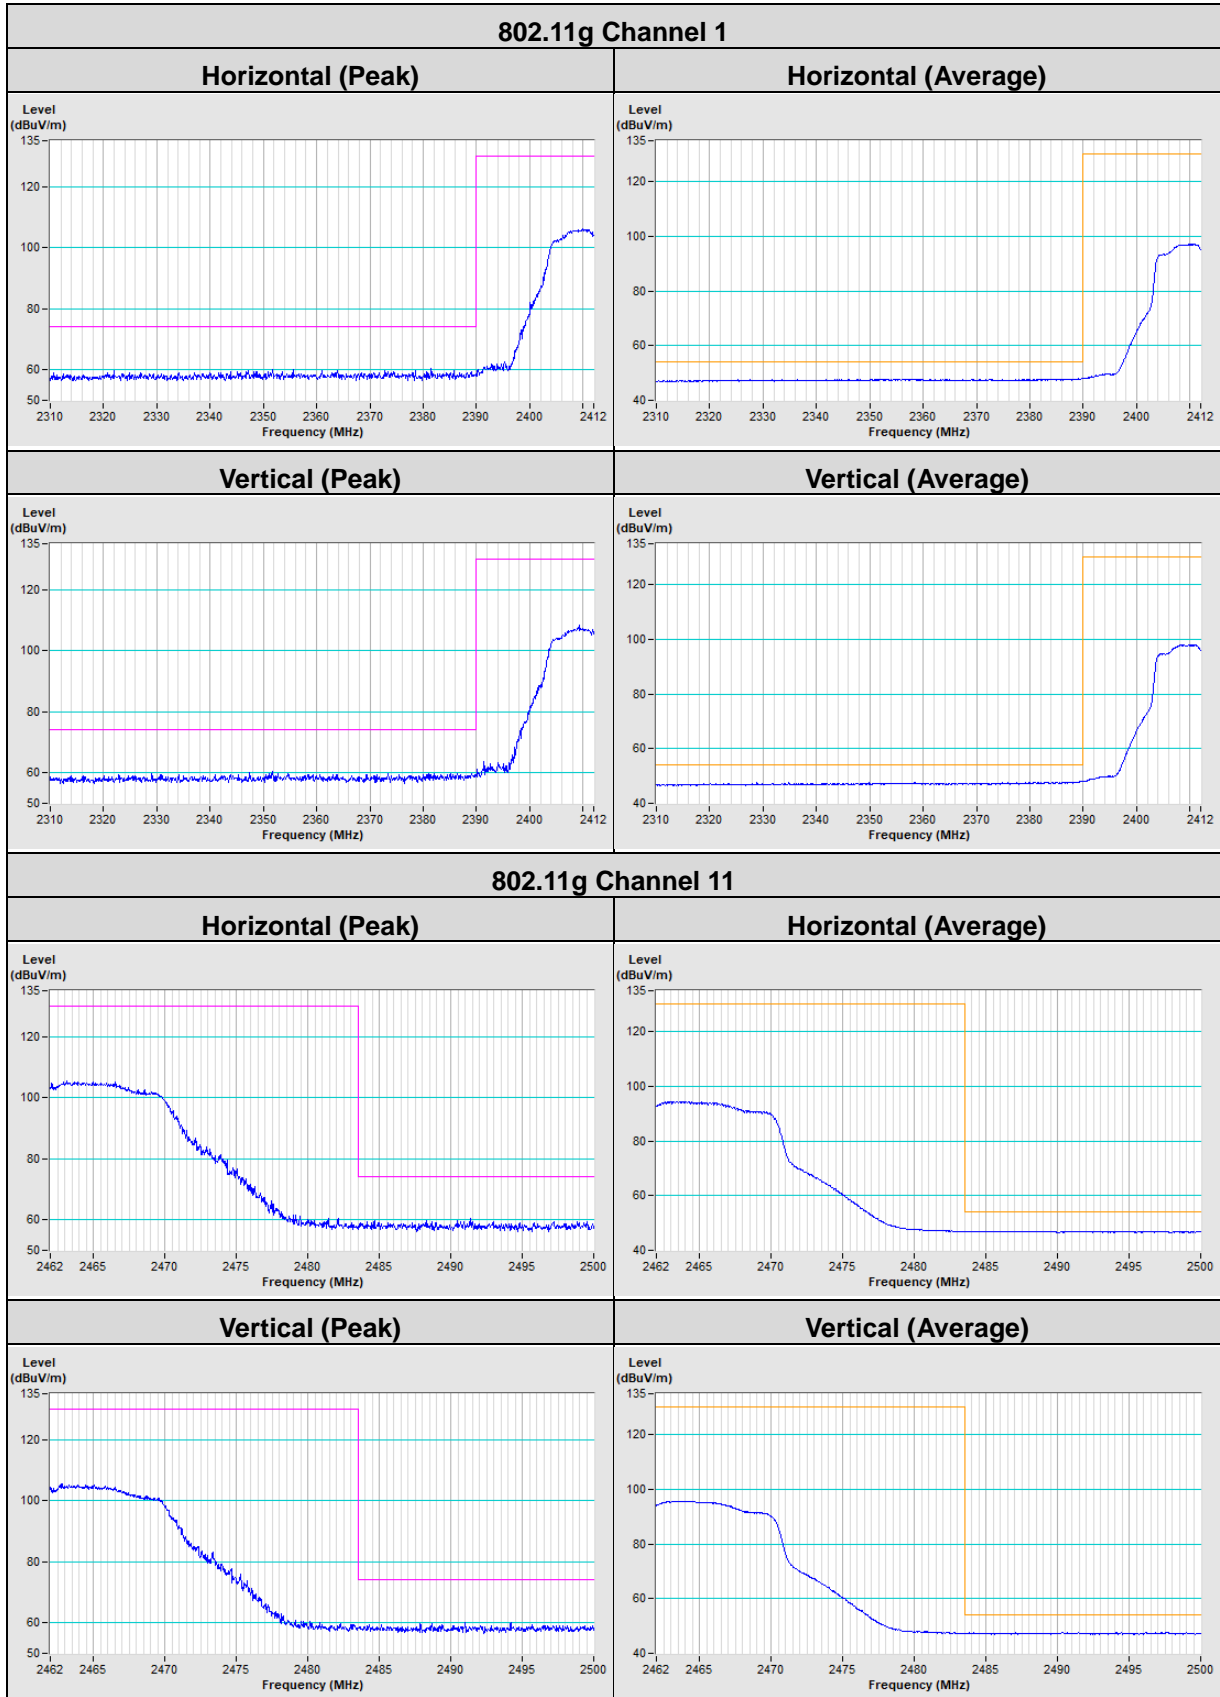 802.11g Channel 1
Horizontal (Peak)
Horizontal (Average)
Level
(dBuV/m)
135
120
100
80
60
50
2310 2320 2330 2340 2350 2360 2370 2380 2390 2400 2412
Frequency (MHz)
Level
(dBuV/m)
135
120
100
80
60
40
2310 2320 2330 2340 2350 2360 2370 2380 2390 2400 2412
Frequency (MHz)
Vertical (Peak)
Vertical (Average)
Level
(dBuV/m)
135
120
100
80
60
50
2310 2320 2330 2340 2350 2360 2370 2380 2390 2400 2412
Frequency (MHz)
Level
(dBuV/m)
135
120
100
80
60
40
2310 2320 2330 2340 2350 2360 2370 2380 2390 2400 2412
Frequency (MHz)
802.11g Channel 11
Horizontal (Peak)
Horizontal (Average)
Level
(dBuV/m)
135
120
100
80
60
50
2462 2465 2470 2475 2480 2485 2490 2495 2500
Frequency (MHz)
Level
(dBuV/m)
135
120
100
80
60
40
2462 2465 2470 2475 2480 2485 2490 2495 2500
Frequency (MHz)
Vertical (Peak)
Vertical (Average)
Level
(dBuV/m)
135
120
100
80
60
50
2462 2465 2470 2475 2480 2485 2490 2495 2500
Frequency (MHz)
Level
(dBuV/m)
135
120
100
80
60
40
2462 2465 2470 2475 2480 2485 2490 2495 2500
Frequency (MHz)